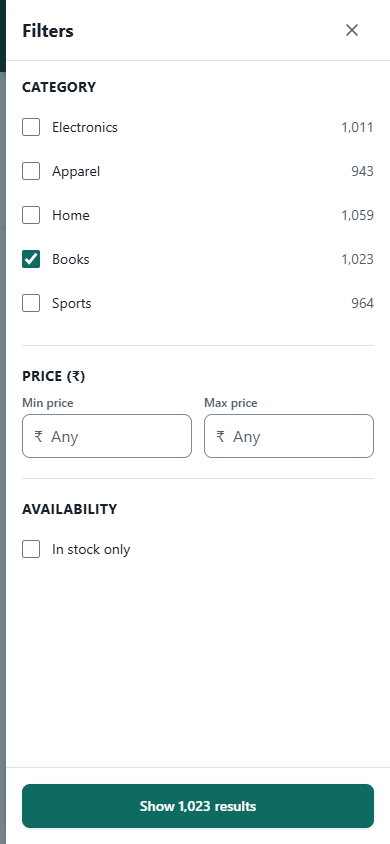 Filters
CATEGORY
Electronics 1,011
Apparel 943
Home 1,059
Books 1,023
Sports 964
PRICE (₹)
Min price Max price
₹ Any ₹ Any
AVAILABILITY
In stock only
Show 1,023 results